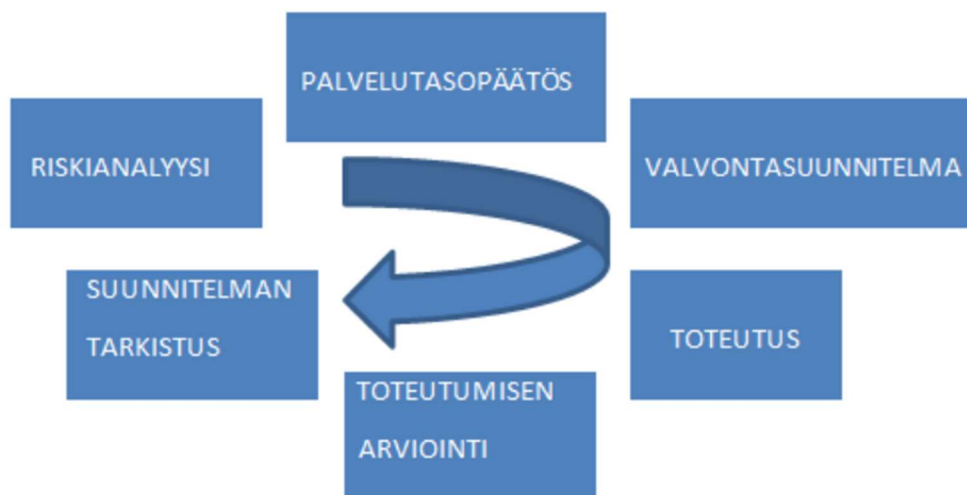 PALVELUTASOPÄÄTÖS
RISKIANALYYSI
VALVONTASUUNNITELMA
SUUNNITELMAN
TARKISTUS
TOTEUTUS
TOTEUTUMISEN
ARVIOINTI